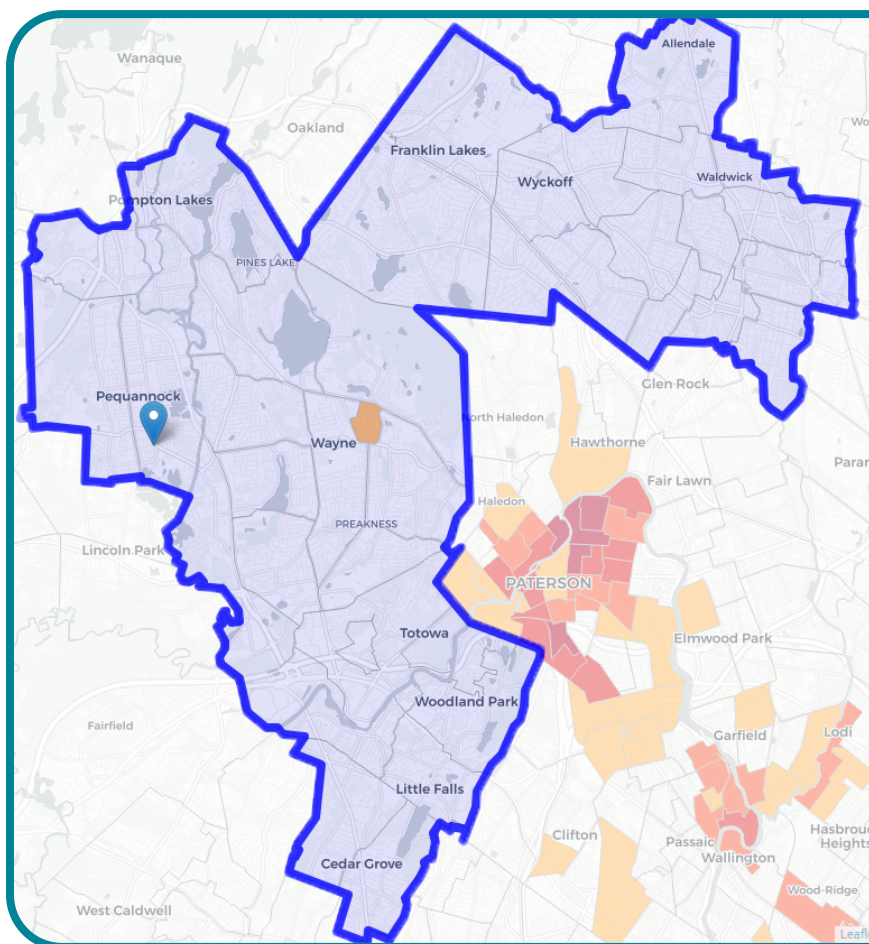 Allendale
Wanaque
Oakland
Franklin Lakes
Waldwick
Wyckoff
Pompton Lakes
PINES LAKE
Glen Rock
Pequannock
North Haledon
Wayne
Hawthorne
Fair Lawn
Haledon
PREAKNESS
Lincoln Park
PATERSON
Totowa
Elmwood Park
Woodland Park
Fairfield
Garfield
Lodi
Little Falls
Clifton
Passaic
Wallington
Heights
Cedar Grove
Wood-Ridge
West Caldwell